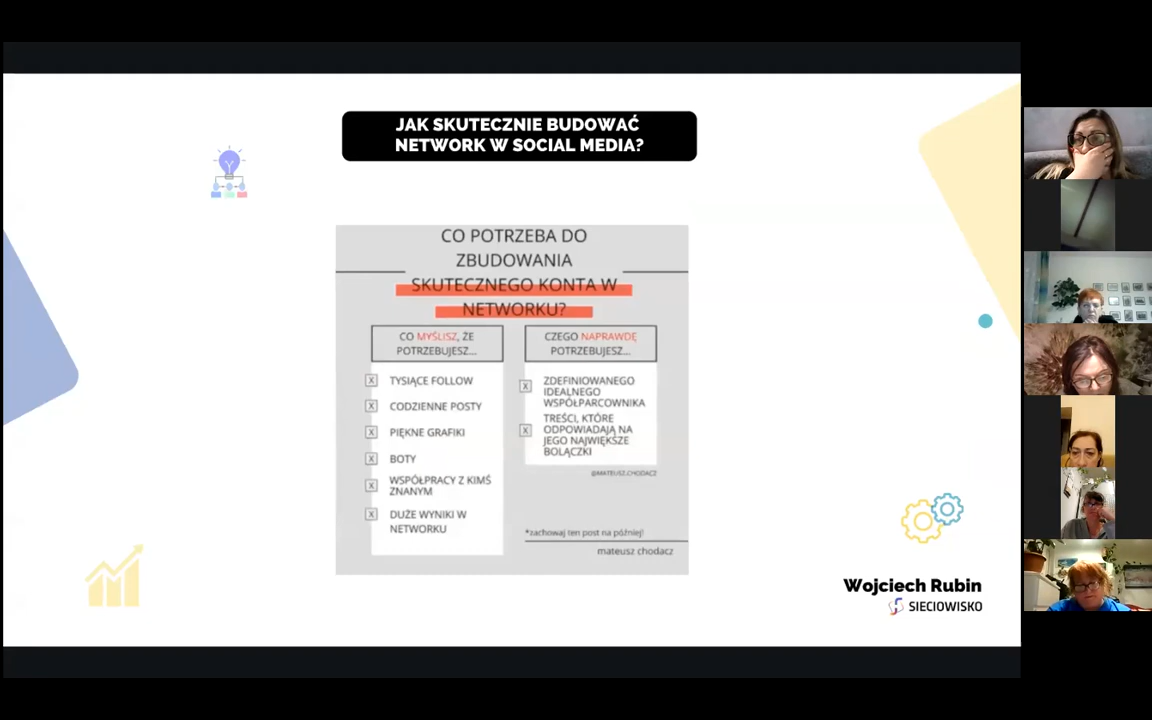 JAK SKUTECZNIE BUDOWAĆ
NETWORK W SOCIAL MEDIA?
CO POTRZEBA DO
ZBUDOWANIA
SKUTECZNEGO KONTA W
NETWORKU?
CO MYŚLISZ, ŻE
POTRZEBUJESZ...
TYSIĄCE FOLLOW
CODZIENNE POSTY
PIĘKNE GRAFIKI
BOTY
WSPÓŁPRACY Z KIMŚ
ZNANYM
DUŻE WYNIKI W
NETWORKU
CZEGO NAPRAWDĘ
POTRZEBUJESZ...
ZDEFINIOWANEGO
IDEALNEGO
WSPÓŁPARCOWNIKA
TREŚCI, KTÓRE
ODPOWIADAJĄ NA
JEGO NAJWIĘKSZE
BOLĄCZKI
@MATEUSZ.CHODACZ
*zachowaj ten post na później!
mateusz chodacz
Wojciech Rubin
SIECIOWISKO